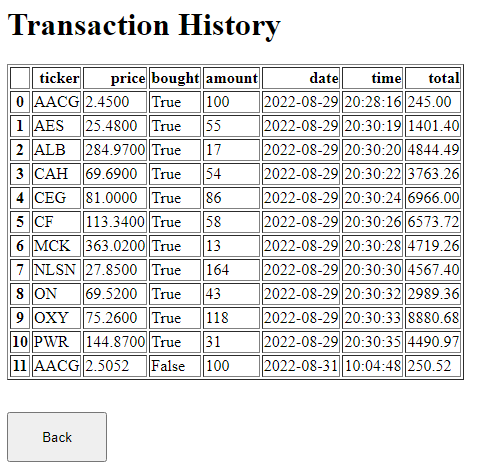 Transaction History
ticker price bought amount date time total
0 AACG 2.4500 True 100 2022-08-29 20:28:16 245.00
1 AES 25.4800 True 55 2022-08-29 20:30:19 1401.40
2 ALB 284.9700 True 17 2022-08-29 20:30:20 4844.49
3 CAH 69.6900 True 54 2022-08-29 20:30:22 3763.26
4 CEG 81.0000 True 86 2022-08-29 20:30:24 6966.00
5 CF 113.3400 True 58 2022-08-29 20:30:26 6573.72
6 MCK 363.0200 True 13 2022-08-29 20:30:28 4719.26
7 NLSN 27.8500 True 164 2022-08-29 20:30:30 4567.40
8 ON 69.5200 True 43 2022-08-29 20:30:32 2989.36
9 OXY 75.2600 True 118 2022-08-29 20:30:33 8880.68
10 PWR 144.8700 True 31 2022-08-29 20:30:35 4490.97
11 AACG 2.5052 False 100 2022-08-31 10:04:48 250.52
Back